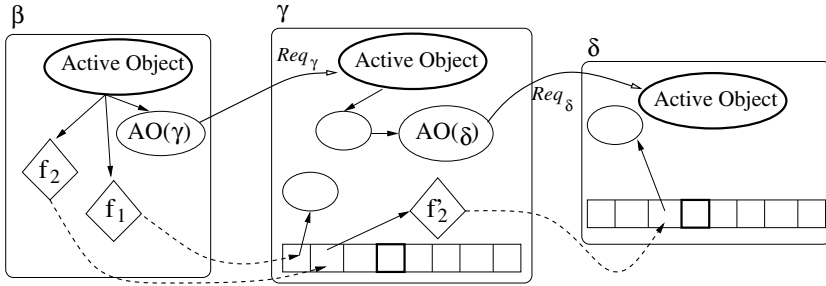 β
γ
δ
Active Object
Req_γ
Active Object
Req_δ
Active Object
AO(γ)
AO(δ)
f_2
f_1
f'_2